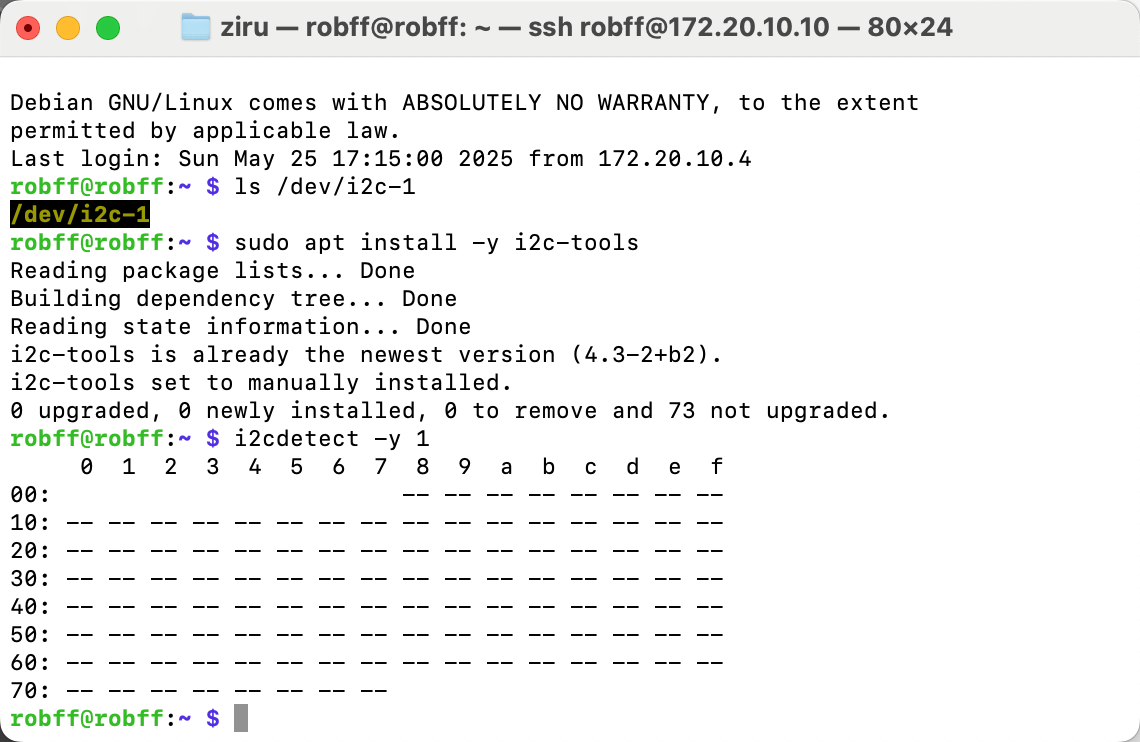 ziru — robff@robff: ~ — ssh robff@172.20.10.10 — 80×24
Debian GNU/Linux comes with ABSOLUTELY NO WARRANTY, to the extent
permitted by applicable law.
Last login: Sun May 25 17:15:00 2025 from 172.20.10.4
robff@robff:~ $ ls /dev/i2c-1
/dev/i2c-1
robff@robff:~ $ sudo apt install -y i2c-tools
Reading package lists... Done
Building dependency tree... Done
Reading state information... Done
i2c-tools is already the newest version (4.3-2+b2).
i2c-tools set to manually installed.
0 upgraded, 0 newly installed, 0 to remove and 73 not upgraded.
robff@robff:~ $ i2cdetect -y 1
     0  1  2  3  4  5  6  7  8  9  a  b  c  d  e  f
00:                         -- -- -- -- -- -- -- --
10: -- -- -- -- -- -- -- -- -- -- -- -- -- -- -- --
20: -- -- -- -- -- -- -- -- -- -- -- -- -- -- -- --
30: -- -- -- -- -- -- -- -- -- -- -- -- -- -- -- --
40: -- -- -- -- -- -- -- -- -- -- -- -- -- -- -- --
50: -- -- -- -- -- -- -- -- -- -- -- -- -- -- -- --
60: -- -- -- -- -- -- -- -- -- -- -- -- -- -- -- --
70: -- -- -- -- -- -- -- --
robff@robff:~ $